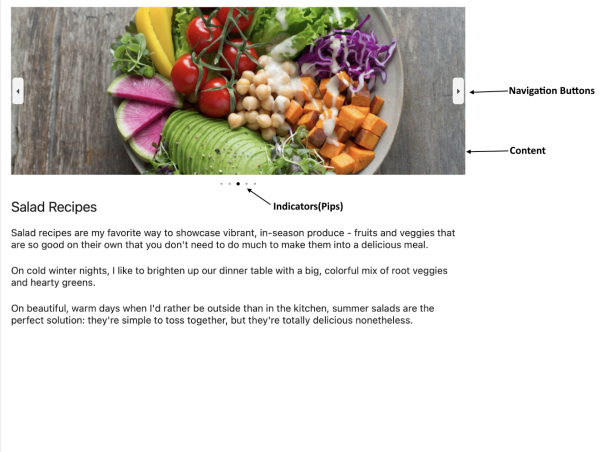 Navigation Buttons
Content
Indicators(Pips)
Salad Recipes
Salad recipes are my favorite way to showcase vibrant, in-season produce - fruits and veggies that
are so good on their own that you don't need to do much to make them into a delicious meal.
On cold winter nights, I like to brighten up our dinner table with a big, colorful mix of root veggies
and hearty greens.
On beautiful, warm days when I'd rather be outside than in the kitchen, summer salads are the
perfect solution: they're simple to toss together, but they're totally delicious nonetheless.